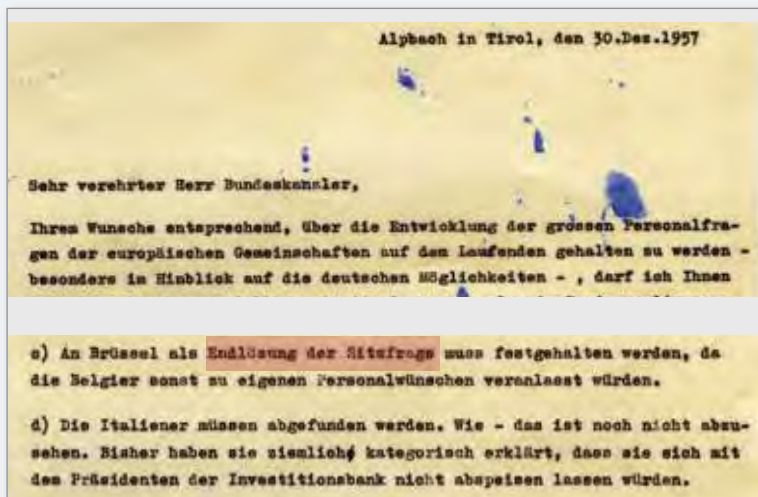 Alpbach in Tirol, den 30.Dez.1957
Sehr verehrter Herr Bundeskanzler,
Ihrem Wunsche entsprechend, über die Entwicklung der grossen Personalfra-
gen der europäischen Gemeinschaften auf dem Laufenden gehalten zu werden -
besonders in Hinblick auf die deutschen Möglichkeiten - , darf ich Ihnen
c) An Brüssel als Endlösung der Sitzfrage muss festgehalten werden, da
die Belgier sonst zu eigenen Personalwünschen veranlasst würden.
d) Die Italiener müssen abgefunden werden. Wie - das ist noch nicht abzu-
sehen. Bisher haben sie ziemlich kategorisch erklärt, dass sie sich mit
dem Präsidenten der Investitionsbank nicht abspeisen lassen würden.